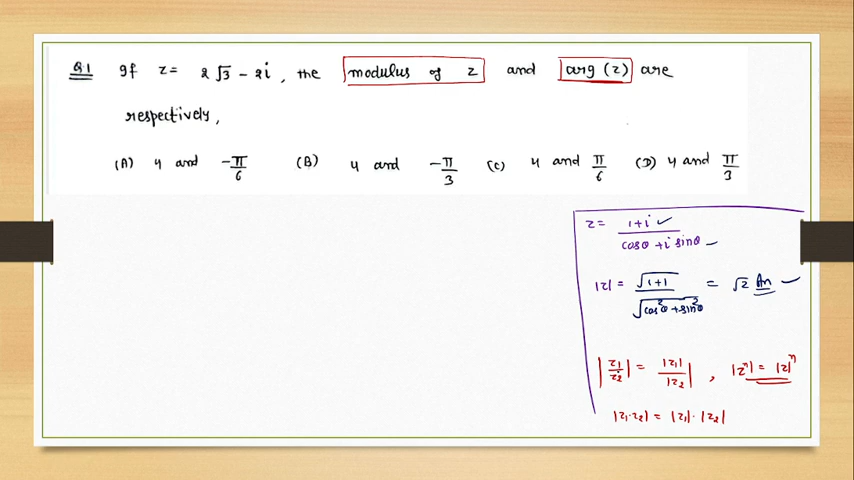 Q1 If z = 2√3 - 2i, the modulus of z and arg (z) are
respectively,
(A) 4 and -π/6 (B) 4 and -π/3 (C) 4 and π/6 (D) 4 and π/3
z = (1+i)/(cosθ + i sinθ)
|z| = √(1+1)/√(cos²θ + sin²θ) = √2 An
|z₁/z₂| = |z₁|/|z₂|, |zⁿ| = |z|ⁿ
|z₁·z₂| = |z₁|·|z₂|